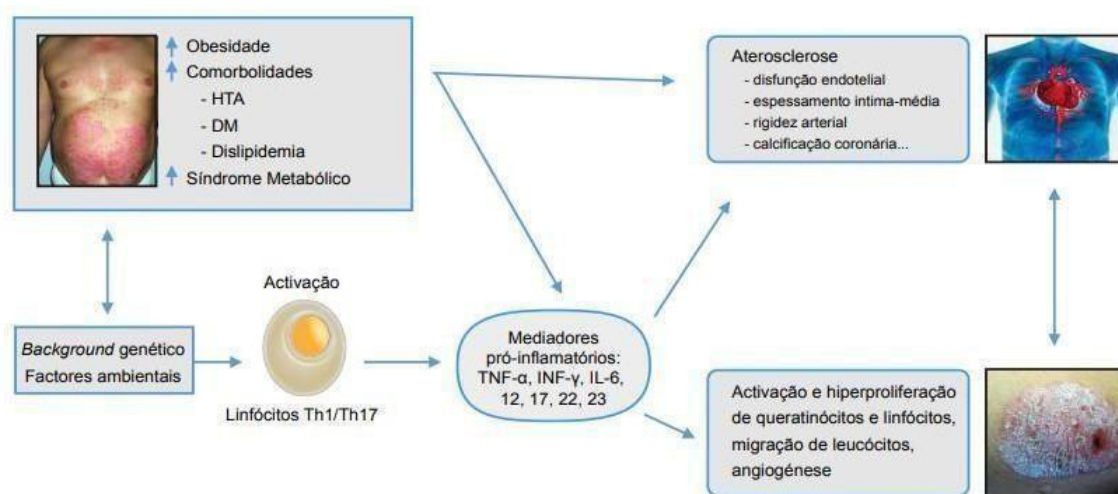 Obesidade
Comorbolidades
- HTA
- DM
- Dislipidemia
Síndrome Metabólico
Aterosclerose
- disfunção endotelial-
- espessamento intima-média
- rigidez arterial
- calcificação coronária...
Activação
Background genético
Factores ambientais
Linfócitos Th1/Th17
Mediadores
pró-inflamatórios:
TNF-α, INF-γ, IL-6,
12, 17, 22, 23
Activação e hiperproliferação
de queratinócitos e linfócitos,
migração de leucócitos,
angiogénese